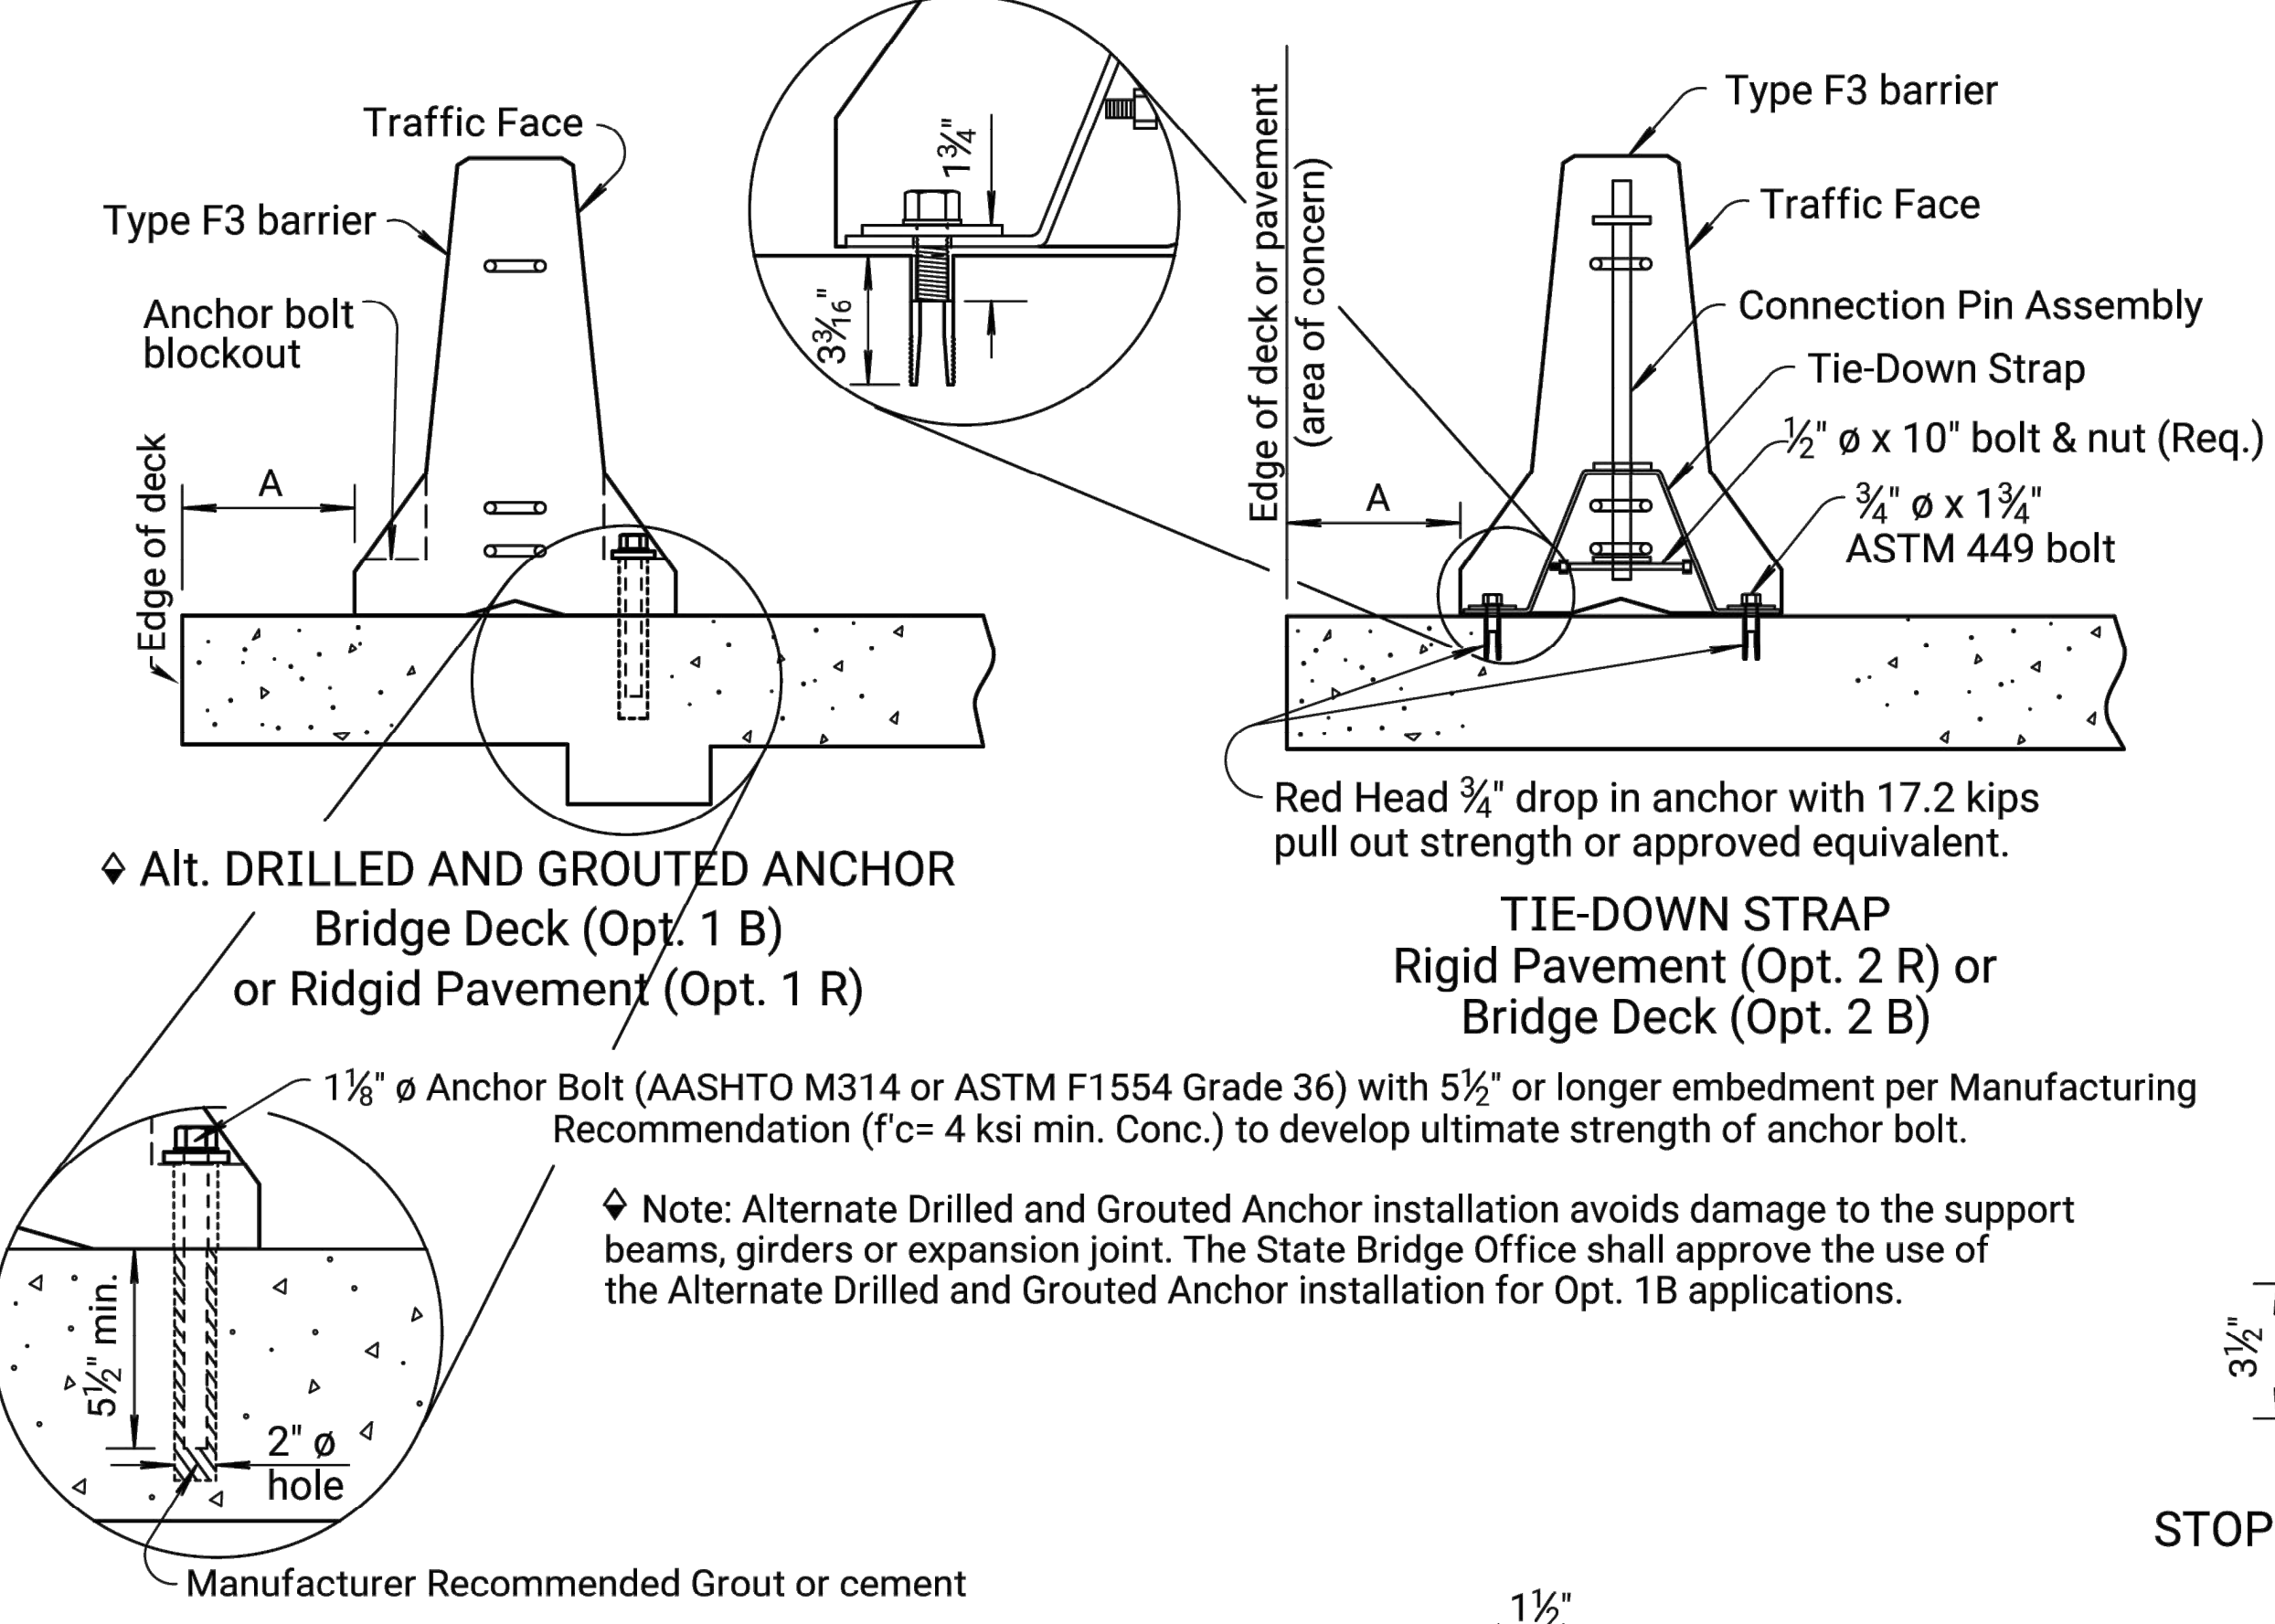 Traffic Face
Type F3 barrier
Anchor bolt
blockout
Edge of deck
A
1¾"
3³⁄₁₆"
Edge of deck or pavement
(area of concern)
A
Type F3 barrier
Traffic Face
Connection Pin Assembly
Tie-Down Strap
½" ø x 10" bolt & nut (Req.)
¾" ø x 1¾"
ASTM 449 bolt
Red Head ¾" drop in anchor with 17.2 kips
pull out strength or approved equivalent.
Alt. DRILLED AND GROUTED ANCHOR
Bridge Deck (Opt. 1 B)
or Ridgid Pavement (Opt. 1 R)
TIE-DOWN STRAP
Rigid Pavement (Opt. 2 R) or
Bridge Deck (Opt. 2 B)
1⅛" ø Anchor Bolt (AASHTO M314 or ASTM F1554 Grade 36) with 5½" or longer embedment per Manufacturing
Recommendation (f'c= 4 ksi min. Conc.) to develop ultimate strength of anchor bolt.
Note: Alternate Drilled and Grouted Anchor installation avoids damage to the support
beams, girders or expansion joint. The State Bridge Office shall approve the use of
the Alternate Drilled and Grouted Anchor installation for Opt. 1B applications.
5½" min.
2" ø
hole
Manufacturer Recommended Grout or cement
3½"
STOP
1½"